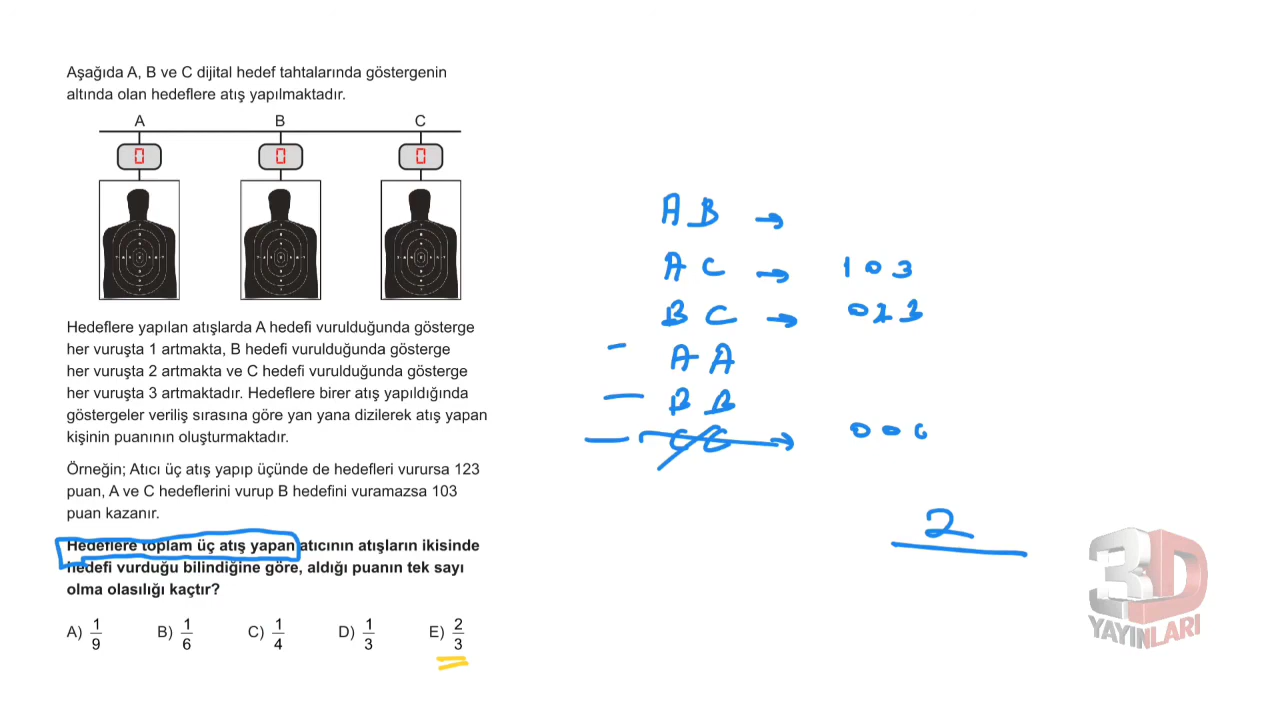 Aşağıda A, B ve C dijital hedef tahtalarında göstergenin
altında olan hedeflere atış yapılmaktadır.
A B C
0 0 0
Hedeflere yapılan atışlarda A hedefi vurulduğunda gösterge
her vuruşta 1 artmakta, B hedefi vurulduğunda gösterge
her vuruşta 2 artmakta ve C hedefi vurulduğunda gösterge
her vuruşta 3 artmaktadır. Hedeflere birer atış yapıldığında
göstergeler veriliş sırasına göre yan yana dizilerek atış yapan
kişinin puanının oluşturmaktadır.
Örneğin; Atıcı üç atış yapıp üçünde de hedefleri vurursa 123
puan, A ve C hedeflerini vurup B hedefini vuramazsa 103
puan kazanır.
Hedeflere toplam üç atış yapan atıcının atışların ikisinde
hedefi vurduğu bilindiğine göre, aldığı puanın tek sayı
olma olasılığı kaçtır?
A) 1/9 B) 1/6 C) 1/4 D) 1/3 E) 2/3
A B →
A C → 103
B C → 023
- A A
- B B
- C C → 00
2
3D
YAYINLARI